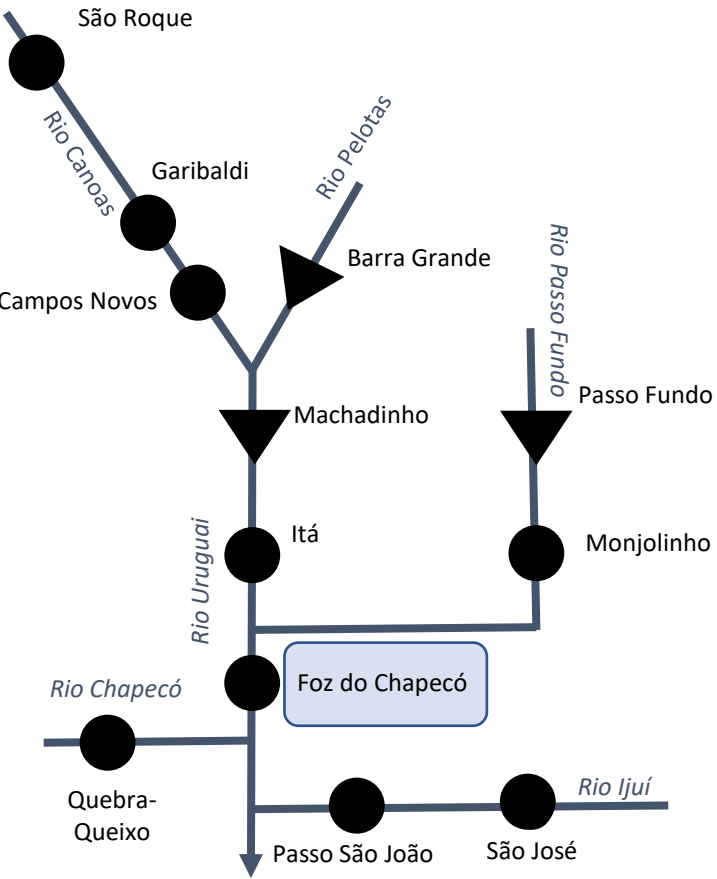 São Roque
Rio Canoas
Garibaldi
Rio Pelotas
Barra Grande
Campos Novos
Rio Passo Fundo
Passo Fundo
Machadinho
Itá
Monjolinho
Rio Uruguai
Foz do Chapecó
Rio Chapecó
Quebra-
Queixo
Rio Ijuí
Passo São João
São José